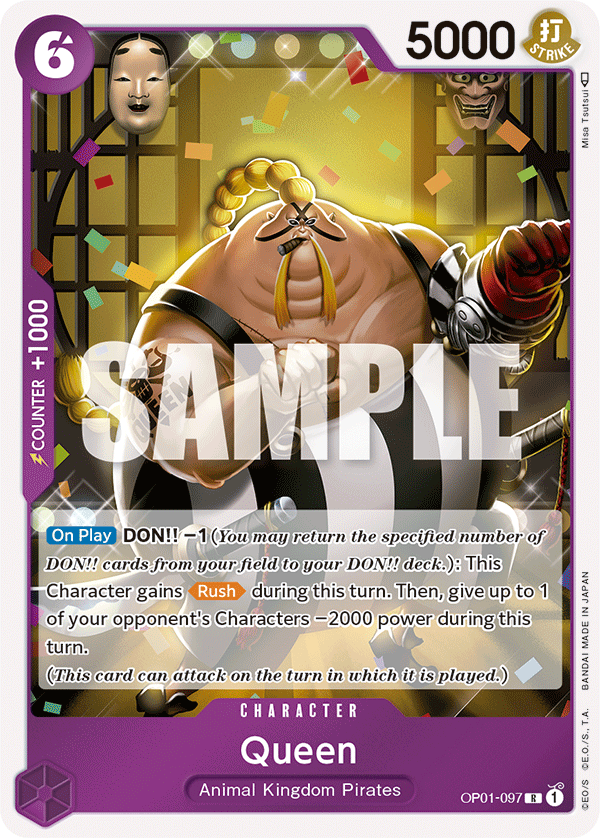 6
5000
打
STRIKE
Misa Tsutsui
COUNTER +1000
SAMPLE
QUEEN
On Play DON!! −1 (You may return the specified number of
DON!! cards from your field to your DON!! deck.): This
Character gains Rush during this turn. Then, give up to 1
of your opponent's Characters −2000 power during this
turn.
(This card can attack on the turn in which it is played.)
©EO/S ©E.O./S., T.A. BANDAI MADE IN JAPAN
CHARACTER
Queen
Animal Kingdom Pirates
OP01-097 R 1